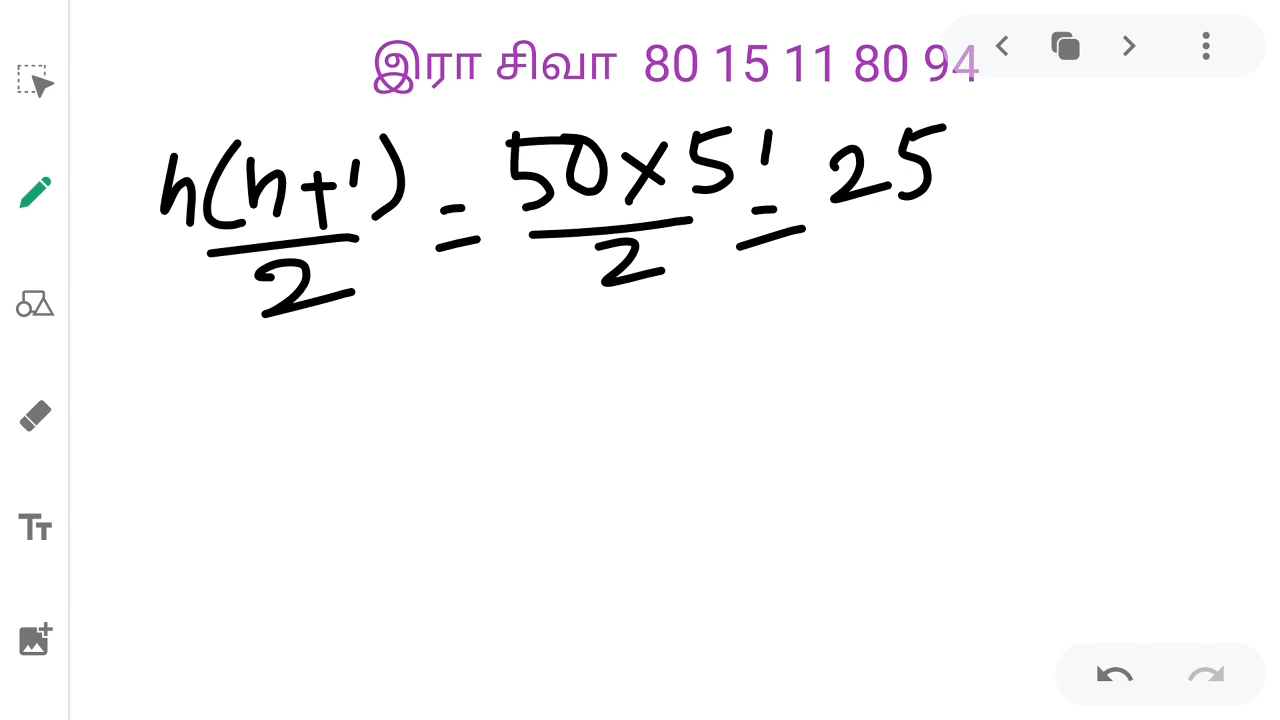 இரா சிவா 80 15 11 80 94
n(n+1)/2 = 50×51/2 = 25